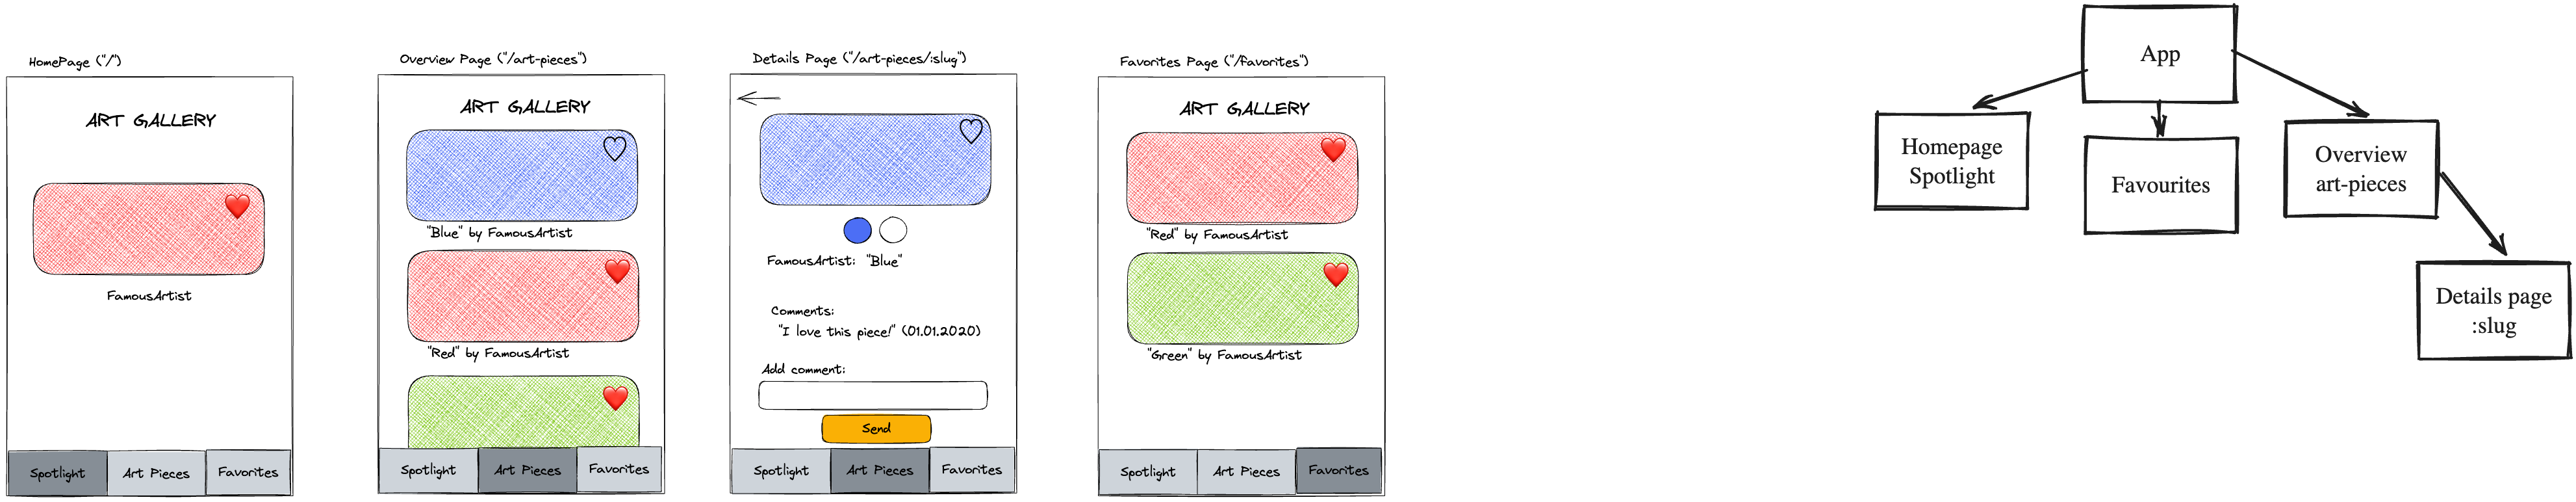 HomePage ("/")
ART GALLERY
FamousArtist
Spotlight
Art Pieces
Favorites
Overview Page ("/art-pieces")
ART GALLERY
"Blue" by FamousArtist
"Red" by FamousArtist
Spotlight
Art Pieces
Favorites
Details Page ("/art-pieces/:slug")
FamousArtist: "Blue"
Comments:
"I love this piece!" (01.01.2020)
Add comment:
Send
Spotlight
Art Pieces
Favorites
Favorites Page ("/favorites")
ART GALLERY
"Red" by FamousArtist
"Green" by FamousArtist
Spotlight
Art Pieces
Favorites
App
Homepage
Spotlight
Favourites
Overview
art-pieces
Details page
:slug